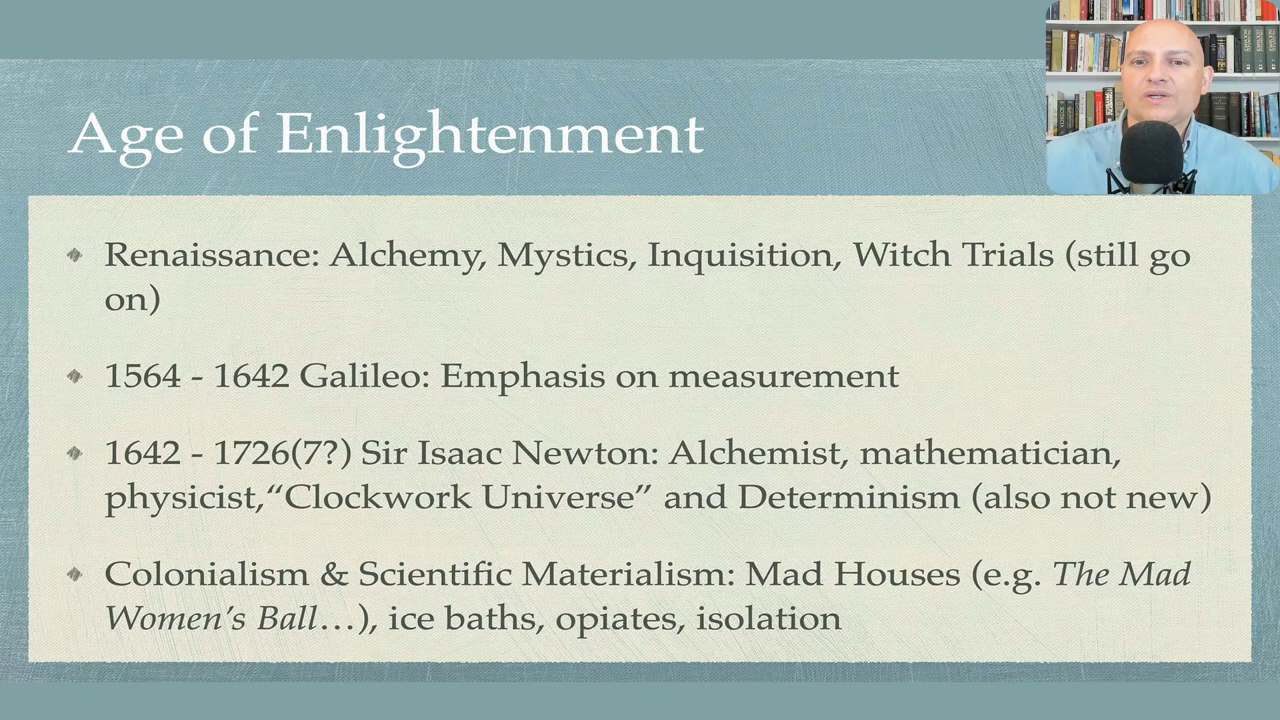 Age of Enlightenment
Renaissance: Alchemy, Mystics, Inquisition, Witch Trials (still go
on)
1564 - 1642 Galileo: Emphasis on measurement
1642 - 1726(7?) Sir Isaac Newton: Alchemist, mathematician,
physicist,“Clockwork Universe” and Determinism (also not new)
Colonialism & Scientific Materialism: Mad Houses (e.g. The Mad
Women’s Ball…), ice baths, opiates, isolation